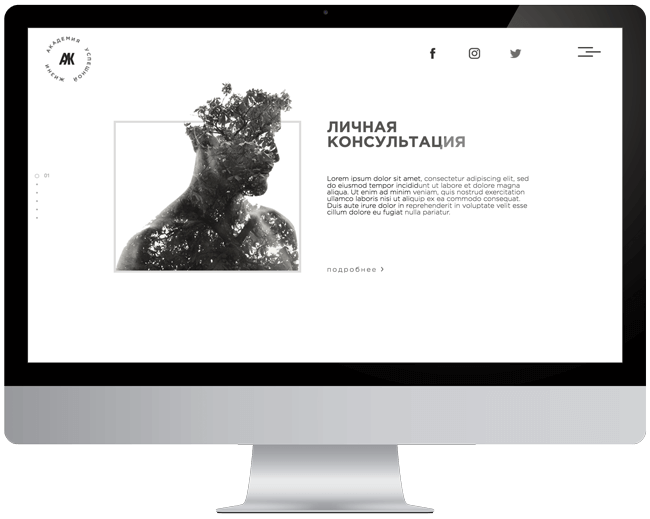 АКАДЕМИЯ УСПЕШНОЙ ЖИЗНИ
АЖ
01
ЛИЧНАЯ
КОНСУЛЬТАЦИЯ
Lorem ipsum dolor sit amet, consectetur adipiscing elit, sed
do eiusmod tempor incididunt ut labore et dolore magna
aliqua. Ut enim ad minim veniam, quis nostrud exercitation
ullamco laboris nisi ut aliquip ex ea commodo consequat.
Duis aute irure dolor in reprehenderit in voluptate velit esse
cillum dolore eu fugiat nulla pariatur.
подробнее >